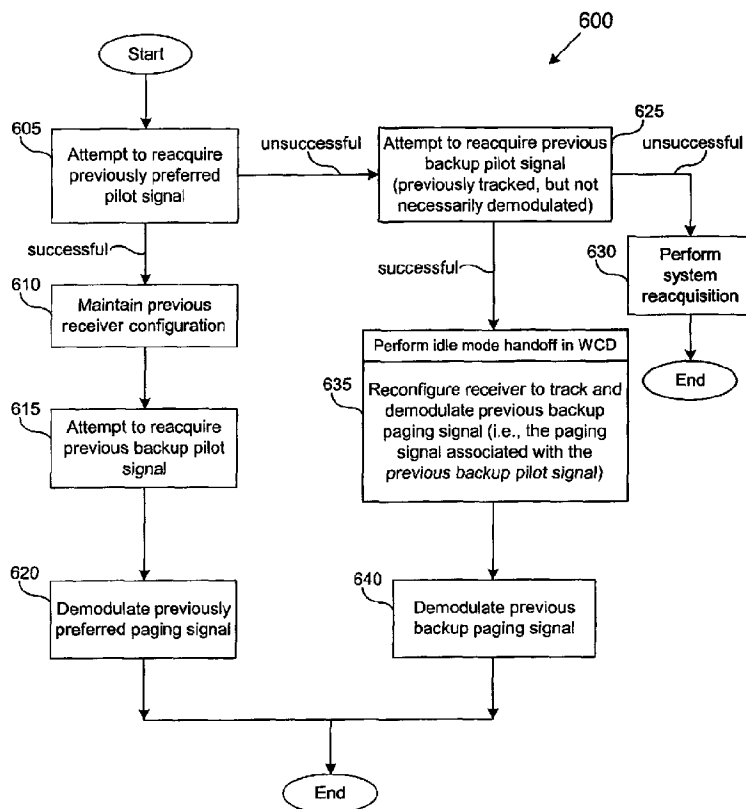 600
Start
605
Attempt to reacquire
previously preferred
pilot signal
unsuccessful
625
Attempt to reacquire previous
backup pilot signal
(previously tracked, but not
necessarily demodulated)
unsuccessful
successful
610
Maintain previous
receiver configuration
successful
630
Perform
system
reacquisition
End
Perform idle mode handoff in WCD
635
Reconfigure receiver to track and
demodulate previous backup
paging signal (i.e., the paging
signal associated with the
previous backup pilot signal)
615
Attempt to reacquire
previous backup pilot
signal
620
Demodulate previously
preferred paging signal
640
Demodulate previous
backup paging signal
End